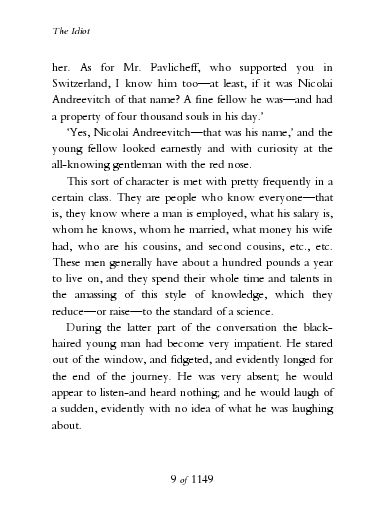 The Idiot
her. As for Mr. Pavlicheff, who supported you in
Switzerland, I know him too—at least, if it was Nicolai
Andreevitch of that name? A fine fellow he was—and had
a property of four thousand souls in his day.’
‘Yes, Nicolai Andreevitch—that was his name,’ and the
young fellow looked earnestly and with curiosity at the
all-knowing gentleman with the red nose.
This sort of character is met with pretty frequently in a
certain class. They are people who know everyone—that
is, they know where a man is employed, what his salary is,
whom he knows, whom he married, what money his wife
had, who are his cousins, and second cousins, etc., etc.
These men generally have about a hundred pounds a year
to live on, and they spend their whole time and talents in
the amassing of this style of knowledge, which they
reduce—or raise—to the standard of a science.
During the latter part of the conversation the black-
haired young man had become very impatient. He stared
out of the window, and fidgeted, and evidently longed for
the end of the journey. He was very absent; he would
appear to listen-and heard nothing; and he would laugh of
a sudden, evidently with no idea of what he was laughing
about.
9 of 1149